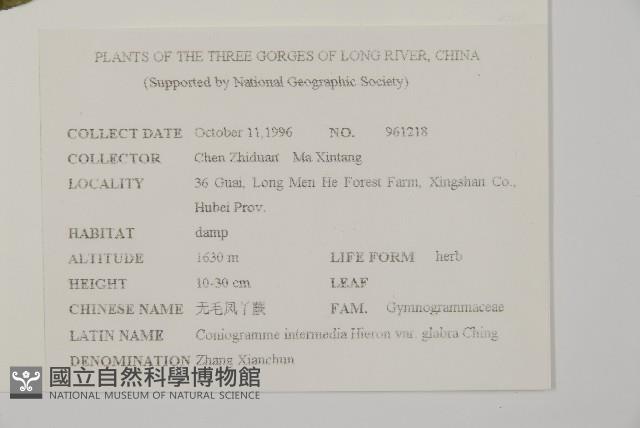 PLANTS OF THE THREE GORGES OF LONG RIVER, CHINA
(Supported by National Geographic Society)
COLLECT DATE October 11,1996 NO. 961218
COLLECTOR Chen Zhiduan Ma Xintang
LOCALITY 36 Guai, Long Men He Forest Farm, Xingshan Co.,
Hubei Prov.
HABITAT damp
ALTITUDE 1630 m LIFE FORM herb
HEIGHT 10-30 cm LEAF
CHINESE NAME 无毛凤丫蕨 FAM. Gymnogrammaceae
LATIN NAME Coniogramme intermedia Hieron var. glabra Ching
DENOMINATION Zhang Xianchun
國立自然科學博物館
NATIONAL MUSEUM OF NATURAL SCIENCE